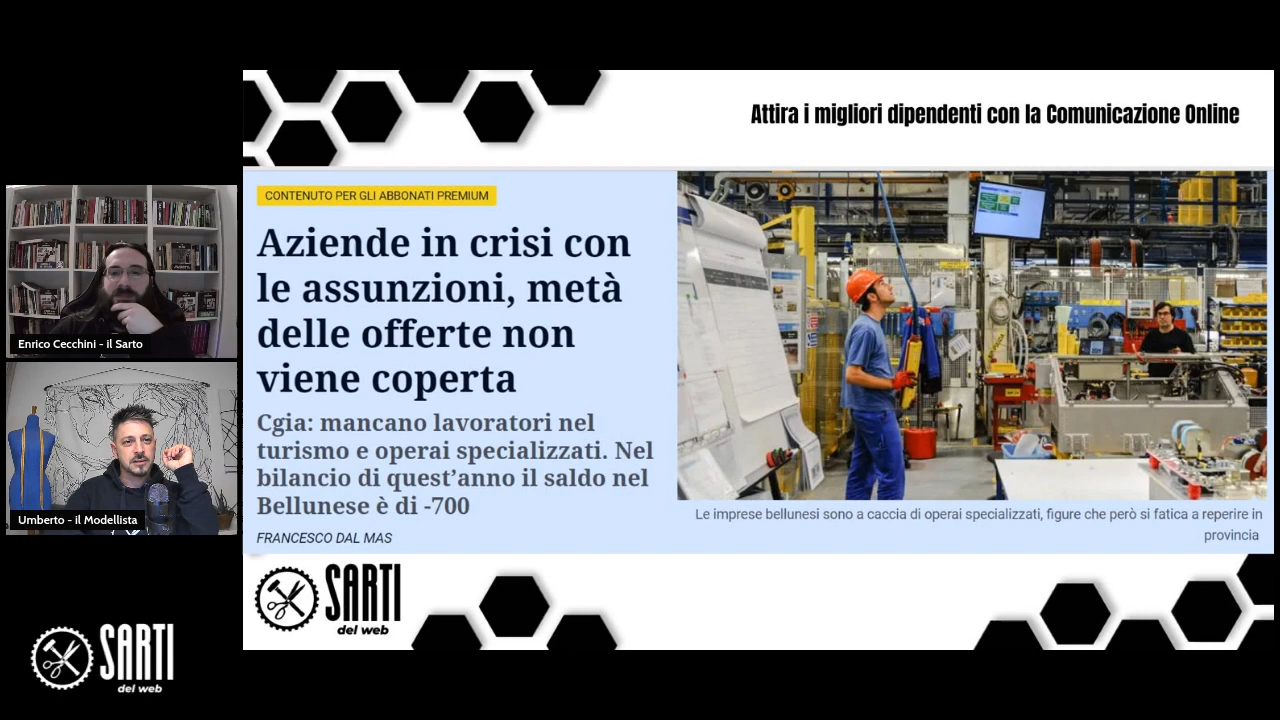 Attira i migliori dipendenti con la Comunicazione Online
CONTENUTO PER GLI ABBONATI PREMIUM
Aziende in crisi con
le assunzioni, metà
delle offerte non
viene coperta
Cgia: mancano lavoratori nel
turismo e operai specializzati. Nel
bilancio di quest’anno il saldo nel
Bellunese è di -700
FRANCESCO DAL MAS
Le imprese bellunesi sono a caccia di operai specializzati, figure che però si fatica a reperire in
provincia
SARTI
del web
Enrico Cecchini - il Sarto
Umberto - il Modellista
SARTI
del web